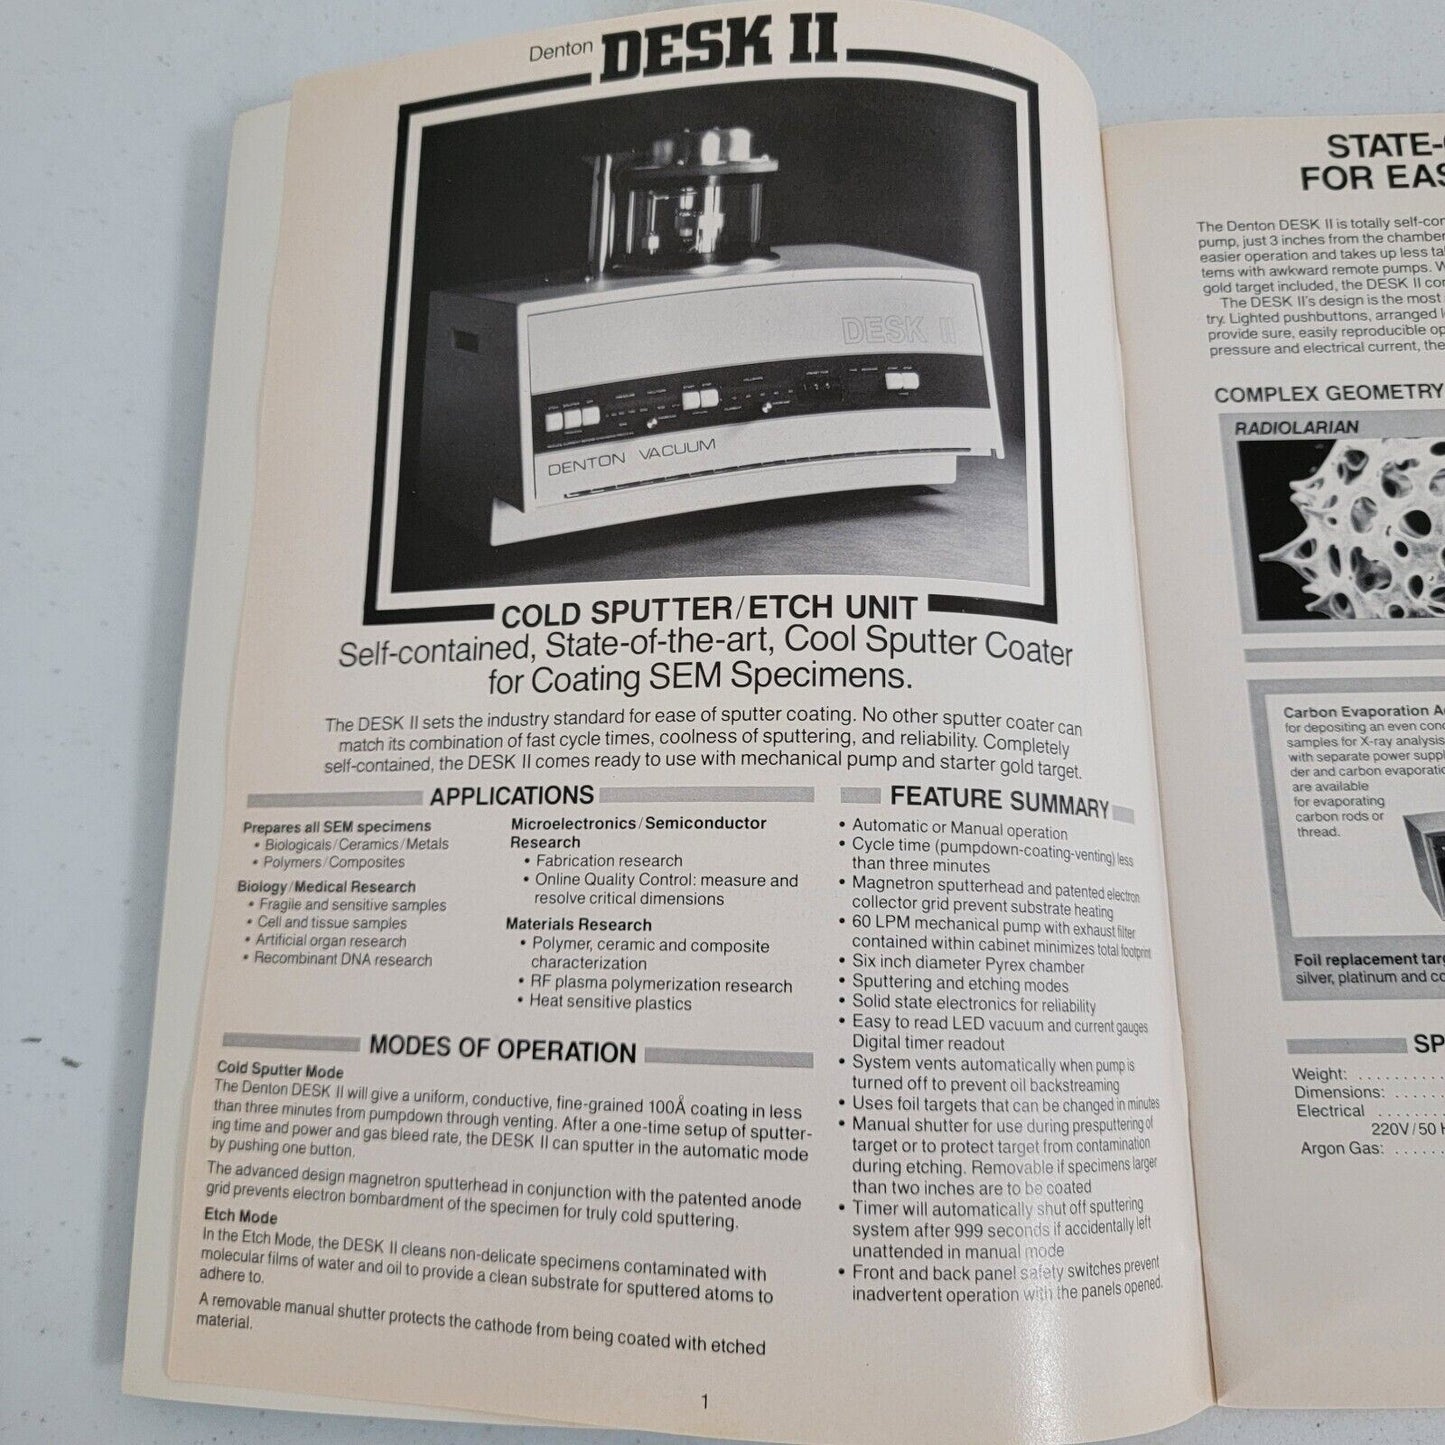 Denton DESK II
DESK II
DENTON VACUUM
COLD SPUTTER/ETCH UNIT
Self-contained, State-of-the-art, Cool Sputter Coater
for Coating SEM Specimens.
The DESK II sets the industry standard for ease of sputter coating. No other sputter coater can
match its combination of fast cycle times, coolness of sputtering, and reliability. Completely
self-contained, the DESK II comes ready to use with mechanical pump and starter gold target.
APPLICATIONS
Prepares all SEM specimens
• Biologicals/Ceramics/Metals
• Polymers/Composites
Biology/Medical Research
• Fragile and sensitive samples
• Cell and tissue samples
• Artificial organ research
• Recombinant DNA research
Microelectronics/Semiconductor
Research
• Fabrication research
• Online Quality Control: measure and
resolve critical dimensions
Materials Research
• Polymer, ceramic and composite
characterization
• RF plasma polymerization research
• Heat sensitive plastics
MODES OF OPERATION
Cold Sputter Mode
The Denton DESK II will give a uniform, conductive, fine-grained 100Å coating in less
than three minutes from pumpdown through venting. After a one-time setup of sputter-
ing time and power and gas bleed rate, the DESK II can sputter in the automatic mode
by pushing one button.
The advanced design magnetron sputterhead in conjunction with the patented anode
grid prevents electron bombardment of the specimen for truly cold sputtering.
Etch Mode
In the Etch Mode, the DESK II cleans non-delicate specimens contaminated with
molecular films of water and oil to provide a clean substrate for sputtered atoms to
adhere to.
A removable manual shutter protects the cathode from being coated with etched
material.
FEATURE SUMMARY
• Automatic or Manual operation
• Cycle time (pumpdown-coating-venting) less
than three minutes
• Magnetron sputterhead and patented electron
collector grid prevent substrate heating
• 60 LPM mechanical pump with exhaust filter
contained within cabinet minimizes total footprint
• Six inch diameter Pyrex chamber
• Sputtering and etching modes
• Solid state electronics for reliability
• Easy to read LED vacuum and current gauges
Digital timer readout
• System vents automatically when pump is
turned off to prevent oil backstreaming
• Uses foil targets that can be changed in minutes
• Manual shutter for use during presputtering of
target or to protect target from contamination
during etching. Removable if specimens larger
than two inches are to be coated
• Timer will automatically shut off sputtering
system after 999 seconds if accidentally left
unattended in manual mode
• Front and back panel safety switches prevent
inadvertent operation with the panels opened.
1
STATE-
FOR EAS
The Denton DESK II is totally self-con
pump, just 3 inches from the chamber
easier operation and takes up less ta
tems with awkward remote pumps. W
gold target included, the DESK II co
The DESK II's design is the most
try. Lighted pushbuttons, arranged l
provide sure, easily reproducible op
pressure and electrical current, the
COMPLEX GEOMETRY
RADIOLARIAN
Carbon Evaporation A
for depositing an even con
samples for X-ray analysis
with separate power supp
der and carbon evaporati
are available
for evaporating
carbon rods or
thread.
Foil replacement targ
silver, platinum and co
SP
Weight: ..........
Dimensions: ......
Electrical .......
220V/50 H
Argon Gas: ......